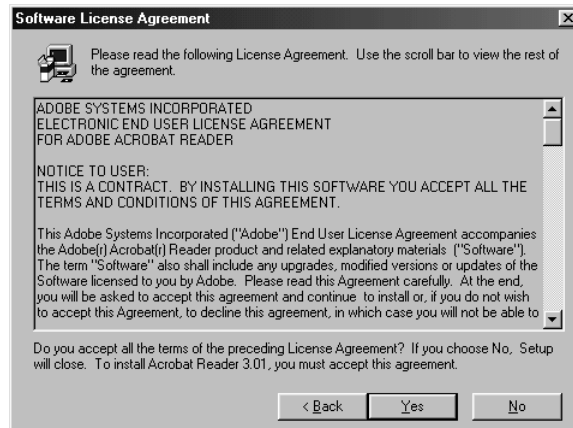 Software License Agreement
Please read the following License Agreement. Use the scroll bar to view the rest of
the agreement.
ADOBE SYSTEMS INCORPORATED
ELECTRONIC END USER LICENSE AGREEMENT
FOR ADOBE ACROBAT READER
NOTICE TO USER:
THIS IS A CONTRACT. BY INSTALLING THIS SOFTWARE YOU ACCEPT ALL THE
TERMS AND CONDITIONS OF THIS AGREEMENT.
This Adobe Systems Incorporated ("Adobe") End User License Agreement accompanies
the Adobe(r) Acrobat(r) Reader product and related explanatory materials ("Software").
The term "Software" also shall include any upgrades, modified versions or updates of the
Software licensed to you by Adobe. Please read this Agreement carefully. At the end,
you will be asked to accept this agreement and continue to install or, if you do not wish
to accept this Agreement, to decline this agreement, in which case you will not be able to
Do you accept all the terms of the preceding License Agreement? If you choose No, Setup
will close. To install Acrobat Reader 3.01, you must accept this agreement.
< Back Yes No